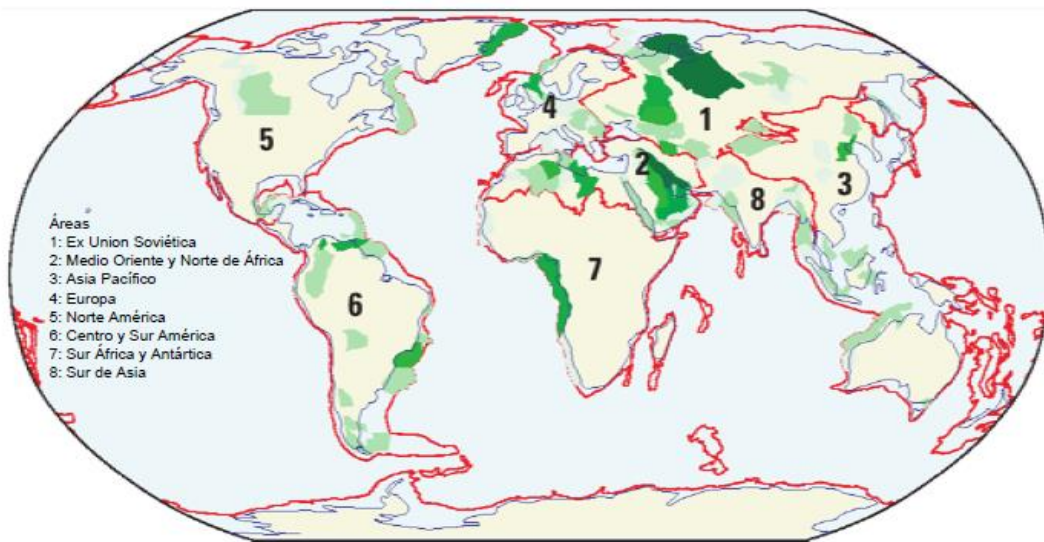 5
4
1
2
3
8
7
6
Áreas
1: Ex Union Soviética
2: Medio Oriente y Norte de África
3: Asia Pacífico
4: Europa
5: Norte América
6: Centro y Sur América
7: Sur África y Antártica
8: Sur de Asia